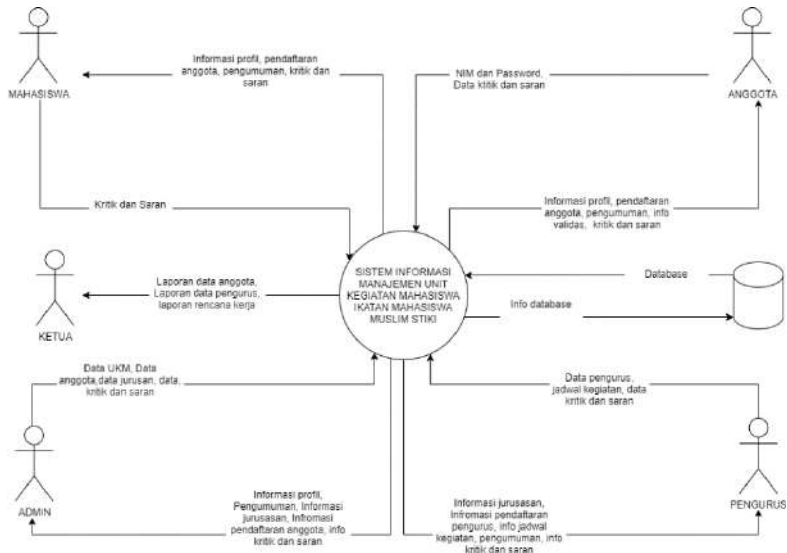 Informasi profil, pendaftaran
anggota, pengumuman, kritik dan
saran
MAHASISWA
NIM dan Password,
Data ktitik dan saran
ANGGOTA
Kritik dan Saran
Informasi profil, pendaftaran
anggota, pengumuman, info
validas, kritik dan saran
SISTEM INFORMASI
MANAJEMEN UNIT
KEGIATAN MAHASISWA
IKATAN MAHASISWA
MUSLIM STIKI
Laporan data anggota,
Laporan data pengurus,
laporan rencana kerja
KETUA
Database
Info database
Data UKM, Data
anggota,data jurusan, data
kritik dan saran
Data pengurus,
jadwal kegiatan, data
kritik dan saran
ADMIN
Informasi profil,
Pengumuman, Informasi
jurusasan, Infromasi
pendaftaran anggota, info
kritik dan saran
Informasi jurusasan,
Infromasi pendaftaran
pengurus, info jadwal
kegiatan, pengumuman, info
kritik dan saran
PENGURUS